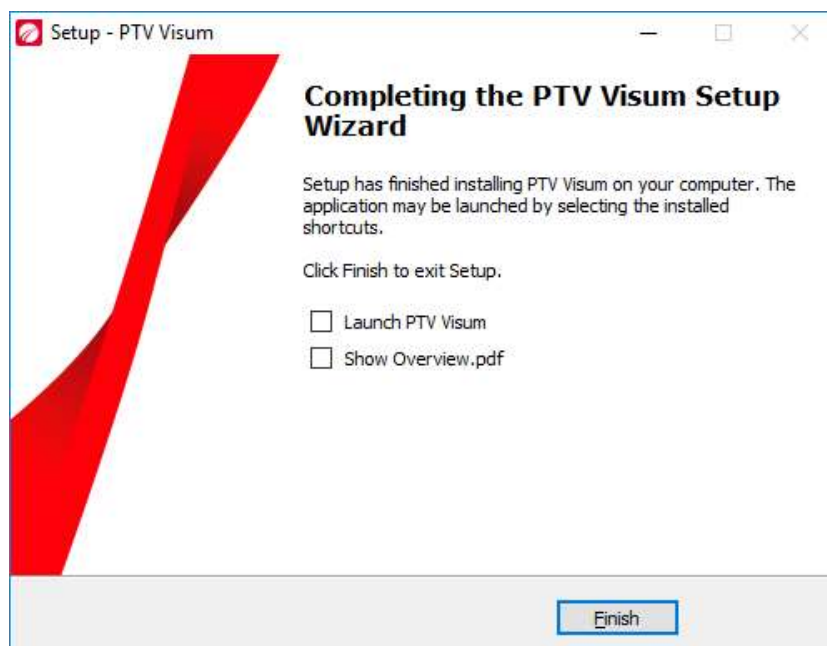 Setup - PTV Visum
Completing the PTV Visum Setup
Wizard
Setup has finished installing PTV Visum on your computer. The
application may be launched by selecting the installed
shortcuts.
Click Finish to exit Setup.
Launch PTV Visum
Show Overview.pdf
Finish